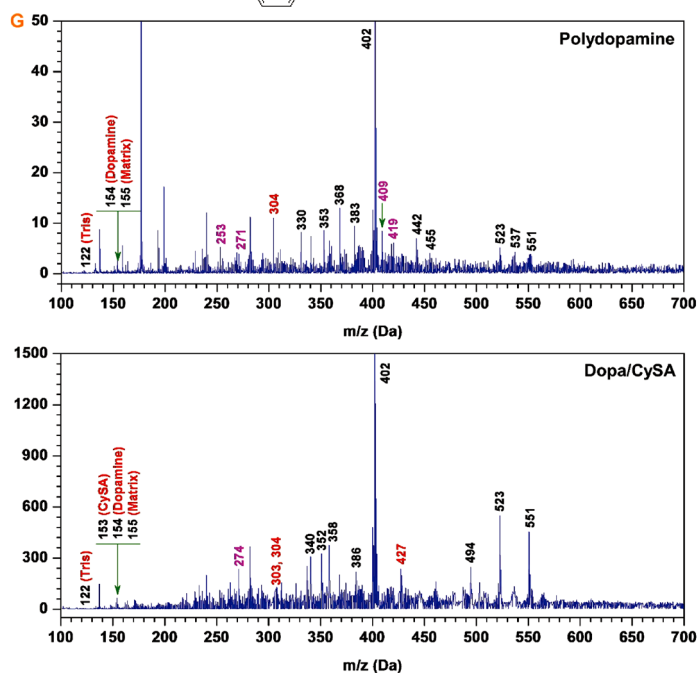 G
Polydopamine
50
40
30
20
10
0
122 (Tris)
154 (Dopamine)
155 (Matrix)
253
271
304
330
353
368
383
402
409
419
442
455
523
537
551
100 150 200 250 300 350 400 450 500 550 600 650 700
m/z (Da)
Dopa/CySA
1500
1200
900
600
300
0
122 (Tris)
153 (CySA)
154 (Dopamine)
155 (Matrix)
274
303, 304
340
352
358
386
402
427
494
523
551
100 150 200 250 300 350 400 450 500 550 600 650 700
m/z (Da)